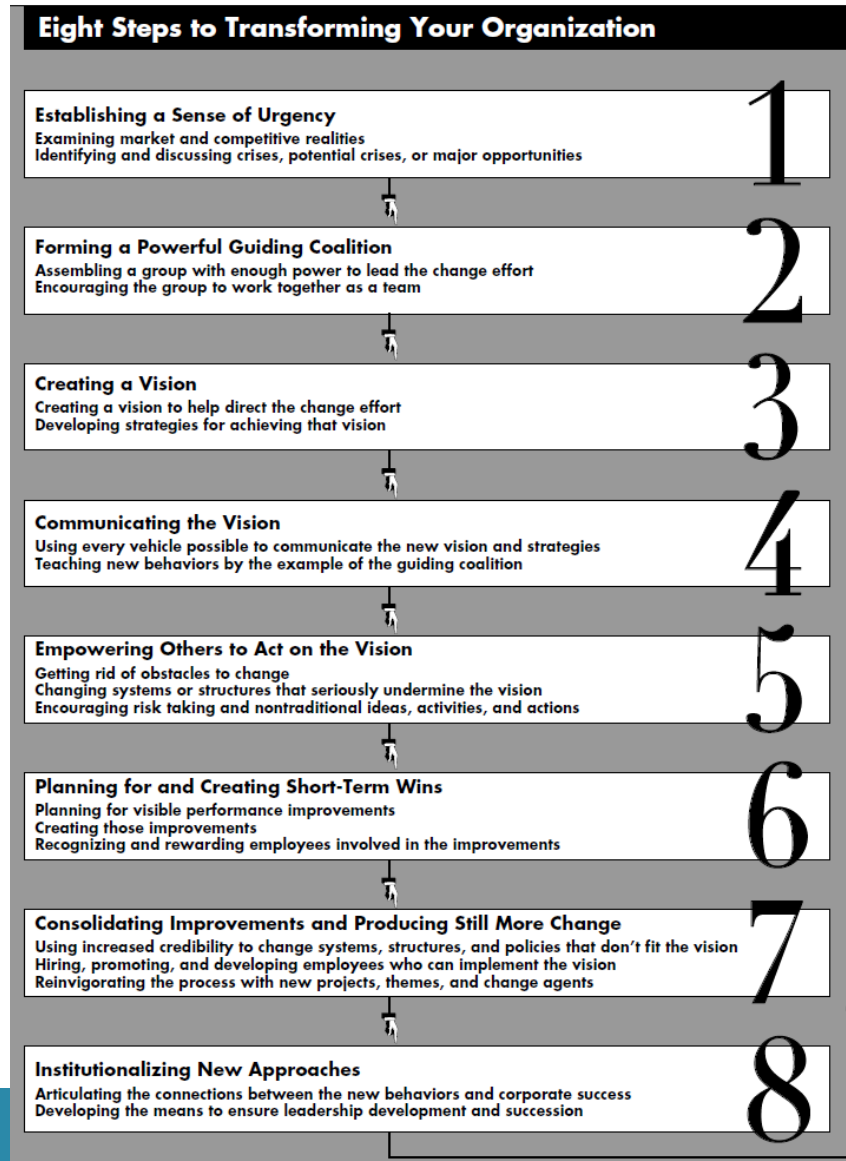 Eight Steps to Transforming Your Organization
1
Establishing a Sense of Urgency
Examining market and competitive realities
Identifying and discussing crises, potential crises, or major opportunities
2
Forming a Powerful Guiding Coalition
Assembling a group with enough power to lead the change effort
Encouraging the group to work together as a team
3
Creating a Vision
Creating a vision to help direct the change effort
Developing strategies for achieving that vision
4
Communicating the Vision
Using every vehicle possible to communicate the new vision and strategies
Teaching new behaviors by the example of the guiding coalition
5
Empowering Others to Act on the Vision
Getting rid of obstacles to change
Changing systems or structures that seriously undermine the vision
Encouraging risk taking and nontraditional ideas, activities, and actions
6
Planning for and Creating Short-Term Wins
Planning for visible performance improvements
Creating those improvements
Recognizing and rewarding employees involved in the improvements
7
Consolidating Improvements and Producing Still More Change
Using increased credibility to change systems, structures, and policies that don't fit the vision
Hiring, promoting, and developing employees who can implement the vision
Reinvigorating the process with new projects, themes, and change agents
8
Institutionalizing New Approaches
Articulating the connections between the new behaviors and corporate success
Developing the means to ensure leadership development and succession